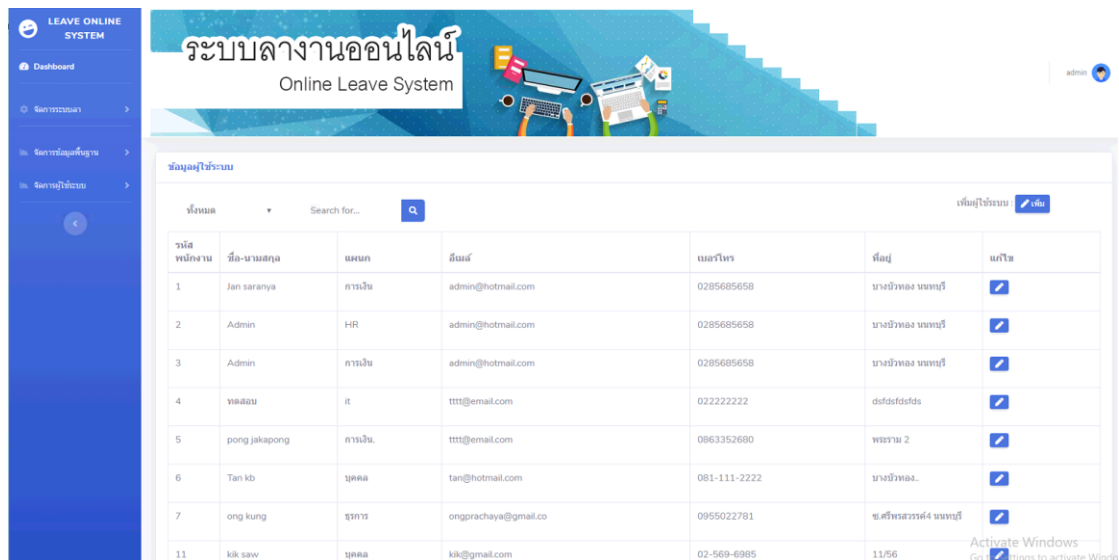 LEAVE ONLINE
SYSTEM
Dashboard
จัดการระบบลา
จัดการข้อมูลพื้นฐาน
จัดการผู้ใช้ระบบ
ระบบลางานออนไลน์
Online Leave System
admin
ข้อมูลผู้ใช้ระบบ
ทั้งหมด Search for... เพิ่มผู้ใช้ระบบ : เพิ่ม
รหัส
พนักงาน ชื่อ-นามสกุล แผนก อีเมล์ เบอร์โทร ที่อยู่ แก้ไข
1 Jan saranya การเงิน admin@hotmail.com 0285685658 บางบัวทอง นนทบุรี
2 Admin HR admin@hotmail.com 0285685658 บางบัวทอง นนทบุรี
3 Admin การเงิน admin@hotmail.com 0285685658 บางบัวทอง นนทบุรี
4 ทดสอบ it tttt@email.com 022222222 dsfdsfdsfds
5 pong jakapong การเงิน. tttt@email.com 0863352680 พระราม 2
6 Tan kb บุคคล tan@hotmail.com 081-111-2222 บางบัวทอง..
7 ong kung ธุรการ ongprachaya@gmail.co 0955022781 ซ.ศรีพรสวรรค์4 นนทบุรี
11 kik saw บุคคล kik@gmail.com 02-569-6985 11/56
Activate Windows
Go to Settings to activate Windo